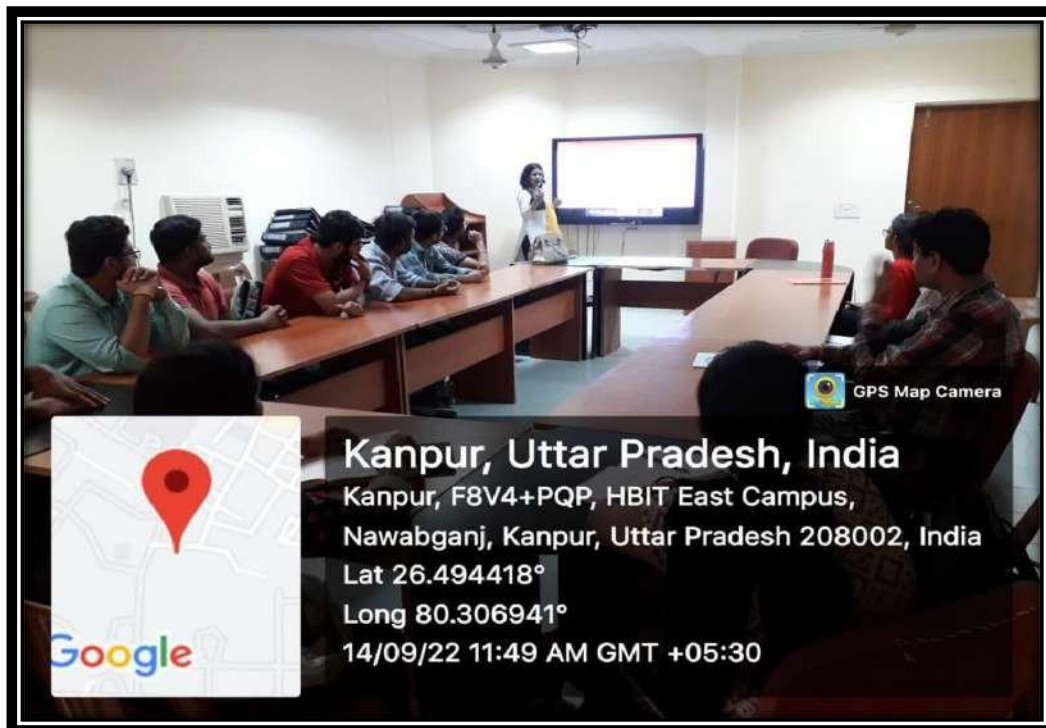 GPS Map Camera
Kanpur, Uttar Pradesh, India
Kanpur, F8V4+PQP, HBIT East Campus,
Nawabganj, Kanpur, Uttar Pradesh 208002, India
Lat 26.494418°
Long 80.306941°
14/09/22 11:49 AM GMT +05:30
Google